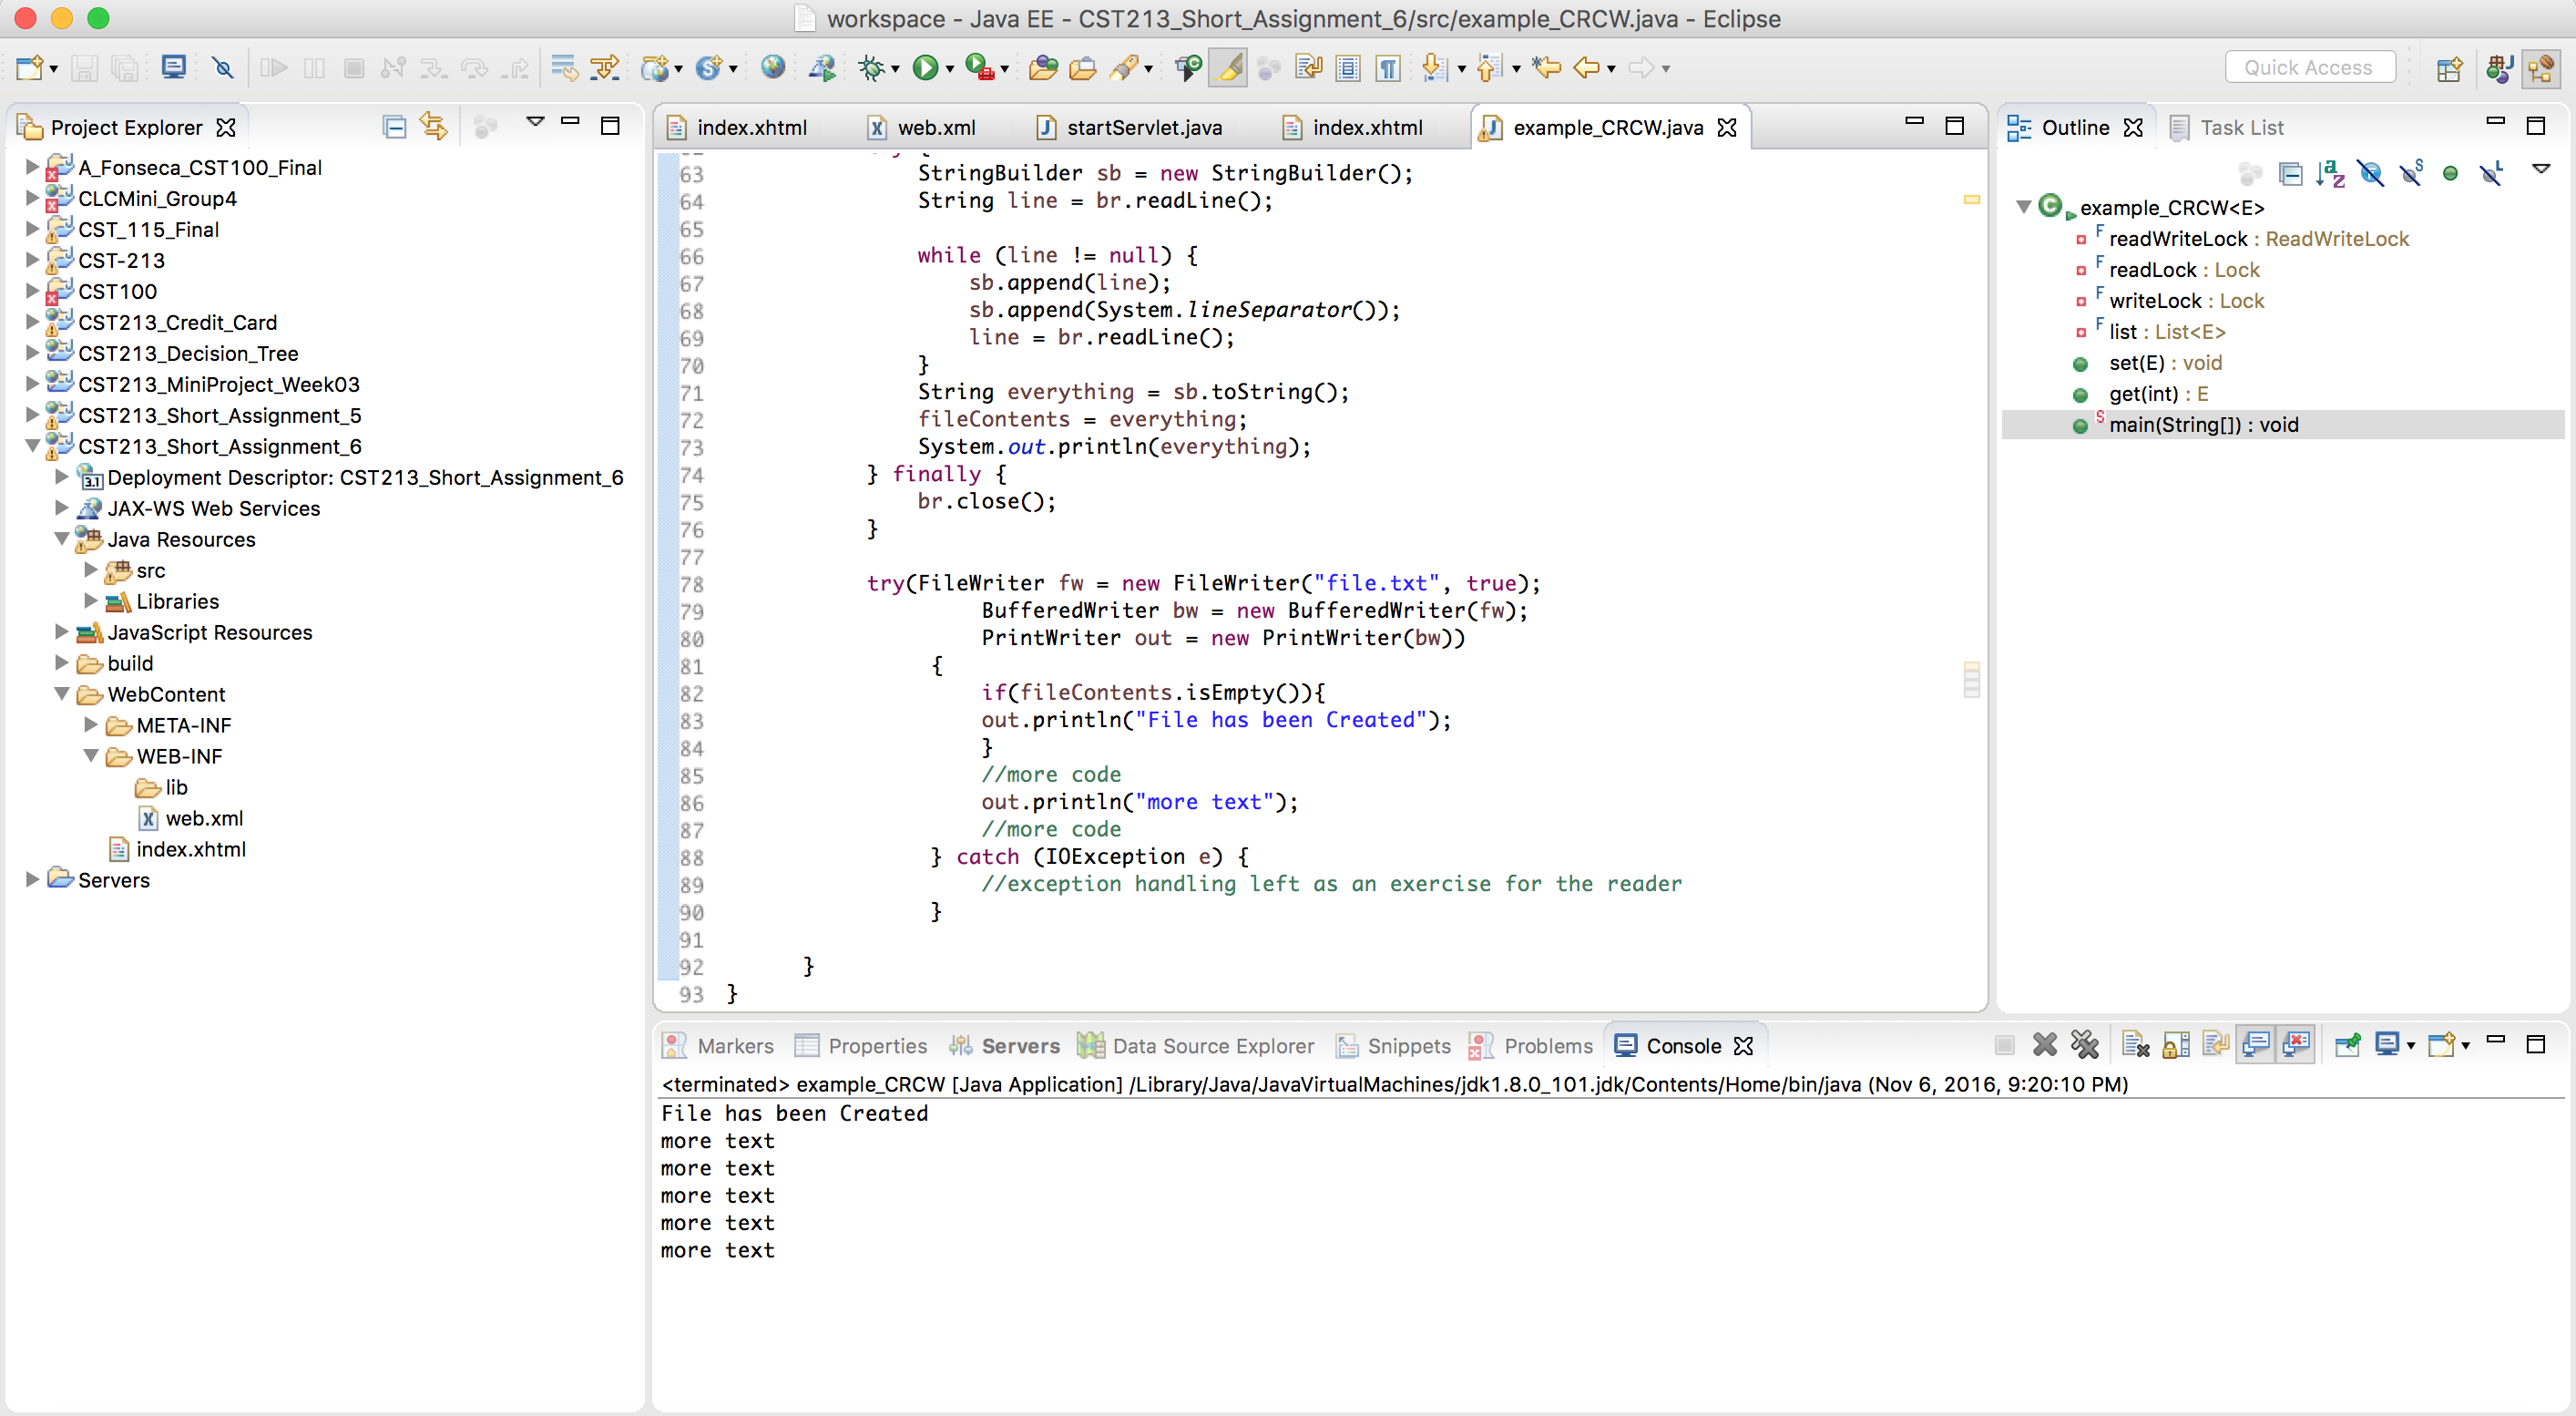 workspace - Java EE - CST213_Short_Assignment_6/src/example_CRCW.java - Eclipse
Quick Access
Project Explorer
A_Fonseca_CST100_Final
CLCMini_Group4
CST_115_Final
CST-213
CST100
CST213_Credit_Card
CST213_Decision_Tree
CST213_MiniProject_Week03
CST213_Short_Assignment_5
CST213_Short_Assignment_6
Deployment Descriptor: CST213_Short_Assignment_6
JAX-WS Web Services
Java Resources
src
Libraries
JavaScript Resources
build
WebContent
META-INF
WEB-INF
lib
web.xml
index.xhtml
Servers
index.xhtml web.xml startServlet.java index.xhtml example_CRCW.java
63 StringBuilder sb = new StringBuilder();
64 String line = br.readLine();
65
66 while (line != null) {
67 sb.append(line);
68 sb.append(System.lineSeparator());
69 line = br.readLine();
70 }
71 String everything = sb.toString();
72 fileContents = everything;
73 System.out.println(everything);
74 } finally {
75 br.close();
76 }
77
78 try(FileWriter fw = new FileWriter("file.txt", true);
79 BufferedWriter bw = new BufferedWriter(fw);
80 PrintWriter out = new PrintWriter(bw))
81 {
82 if(fileContents.isEmpty()){
83 out.println("File has been Created");
84 }
85 //more code
86 out.println("more text");
87 //more code
88 } catch (IOException e) {
89 //exception handling left as an exercise for the reader
90 }
91
92 }
93 }
Outline Task List
example_CRCW<E>
readWriteLock : ReadWriteLock
readLock : Lock
writeLock : Lock
list : List<E>
set(E) : void
get(int) : E
main(String[]) : void
Markers Properties Servers Data Source Explorer Snippets Problems Console
<terminated> example_CRCW [Java Application] /Library/Java/JavaVirtualMachines/jdk1.8.0_101.jdk/Contents/Home/bin/java (Nov 6, 2016, 9:20:10 PM)
File has been Created
more text
more text
more text
more text
more text